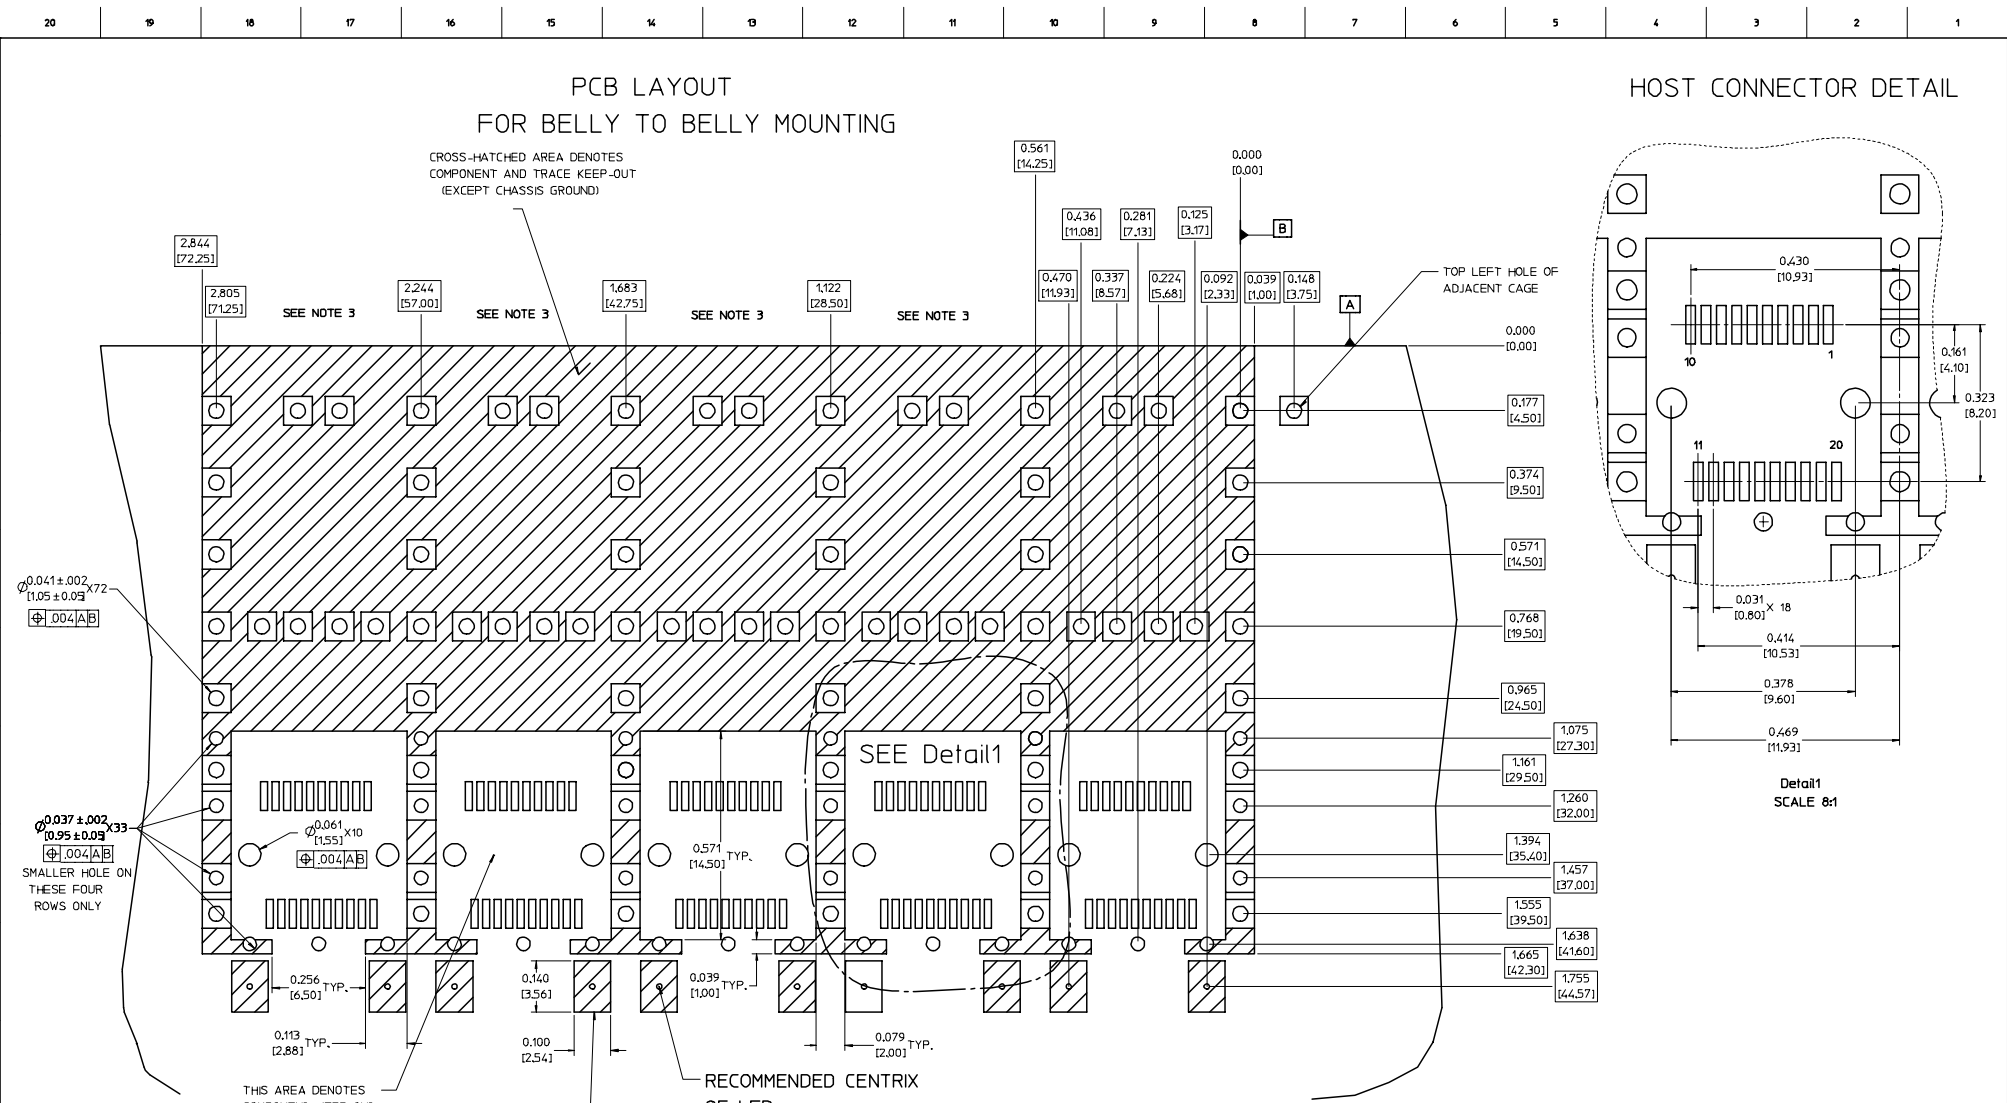 20 19 18 17 16 15 14 13 12 11 10 9 8 7 6 5 4 3 2 1
PCB LAYOUT
FOR BELLY TO BELLY MOUNTING
HOST CONNECTOR DETAIL
CROSS-HATCHED AREA DENOTES
COMPONENT AND TRACE KEEP-OUT
(EXCEPT CHASSIS GROUND)
0.561
[14.25]
0.000
[0.00]
0.436
[11.08]
0.281
[7.13]
0.125
[3.17]
B
2.844
[72.25]
2.805
[71.25]
SEE NOTE 3
2.244
[57.00]
SEE NOTE 3
1.683
[42.75]
SEE NOTE 3
1.122
[28.50]
SEE NOTE 3
0.470
[11.93]
0.337
[8.57]
0.224
[5.68]
0.092
[2.33]
0.039
[1.00]
0.148
[3.75]
A
TOP LEFT HOLE OF
ADJACENT CAGE
0.000
[0.00]
0.177
[4.50]
0.374
[9.50]
0.571
[14.50]
0.768
[19.50]
0.965
[24.50]
1.075
[27.30]
1.161
[29.50]
1.260
[32.00]
1.394
[35.40]
1.457
[37.00]
1.555
[39.50]
1.638
[41.60]
1.665
[42.30]
1.755
[44.57]
Ø0.041±.002 X72
[1.05±0.05]
⌖ .004 A B
Ø0.037±.002 X33
[0.95±0.05]
⌖ .004 A B
SMALLER HOLE ON
THESE FOUR
ROWS ONLY
Ø0.061 X10
[1.55]
⌖ .004 A B
0.571 TYP.
[14.50]
SEE Detail1
0.256 TYP.
[6.50]
0.113 TYP.
[2.88]
0.140
[3.56]
0.100
[2.54]
0.039 TYP.
[1.00]
0.079 TYP.
[2.00]
RECOMMENDED CENTRIX
OF LED
THIS AREA DENOTES
0.430
[10.93]
10 1
0.161
[4.10]
0.323
[8.20]
11 20
0.031 X 18
[0.80]
0.414
[10.53]
0.378
[9.60]
0.469
[11.93]
Detail1
SCALE 8:1